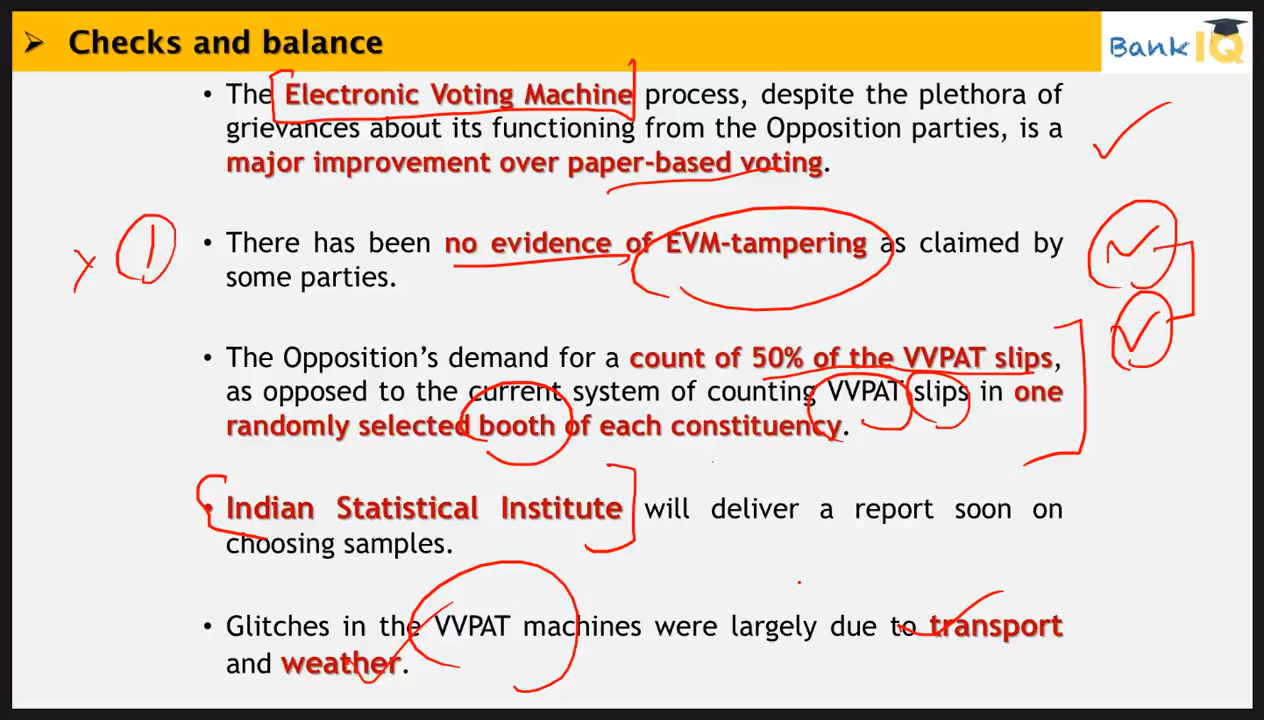 ➢ Checks and balance
Bank IQ
• The Electronic Voting Machine process, despite the plethora of
grievances about its functioning from the Opposition parties, is a
major improvement over paper-based voting.
1
• There has been no evidence of EVM-tampering as claimed by
some parties.
• The Opposition’s demand for a count of 50% of the VVPAT slips,
as opposed to the current system of counting VVPAT slips in one
randomly selected booth of each constituency.
• Indian Statistical Institute will deliver a report soon on
choosing samples.
• Glitches in the VVPAT machines were largely due to transport
and weather.